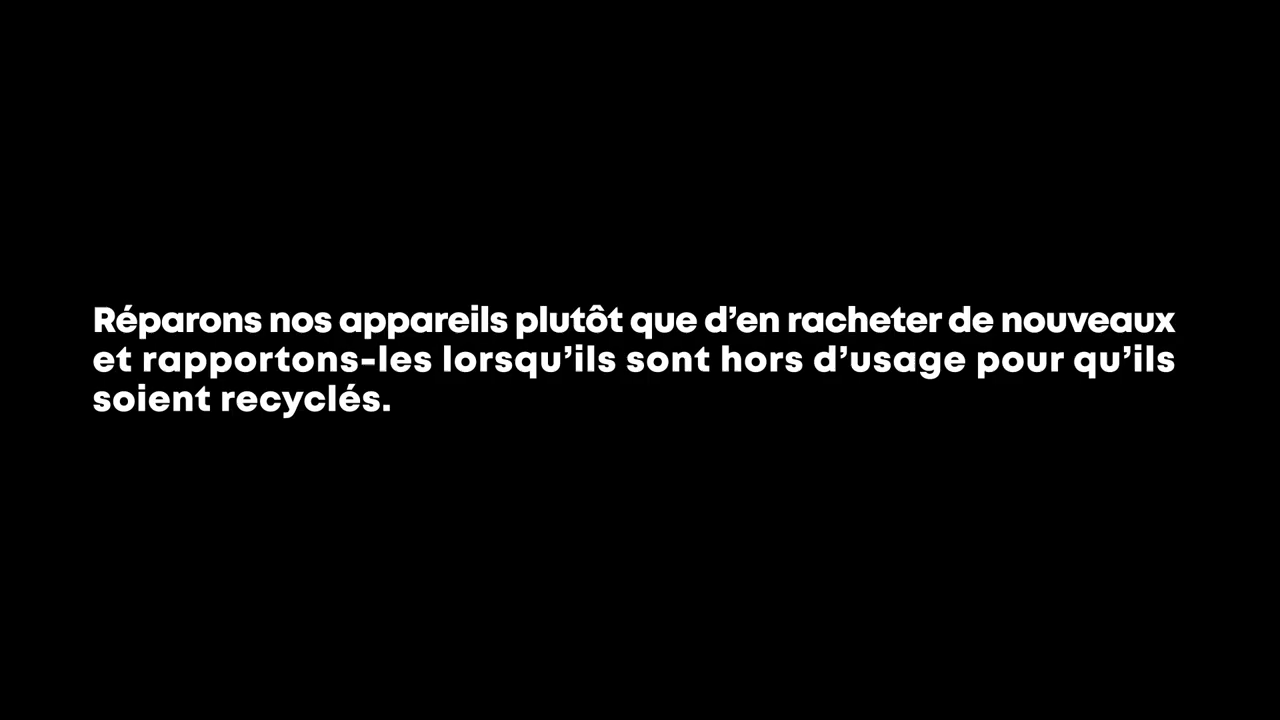 Réparons nos appareils plutôt que d’en racheter de nouveaux
et rapportons-les lorsqu’ils sont hors d’usage pour qu’ils
soient recyclés.